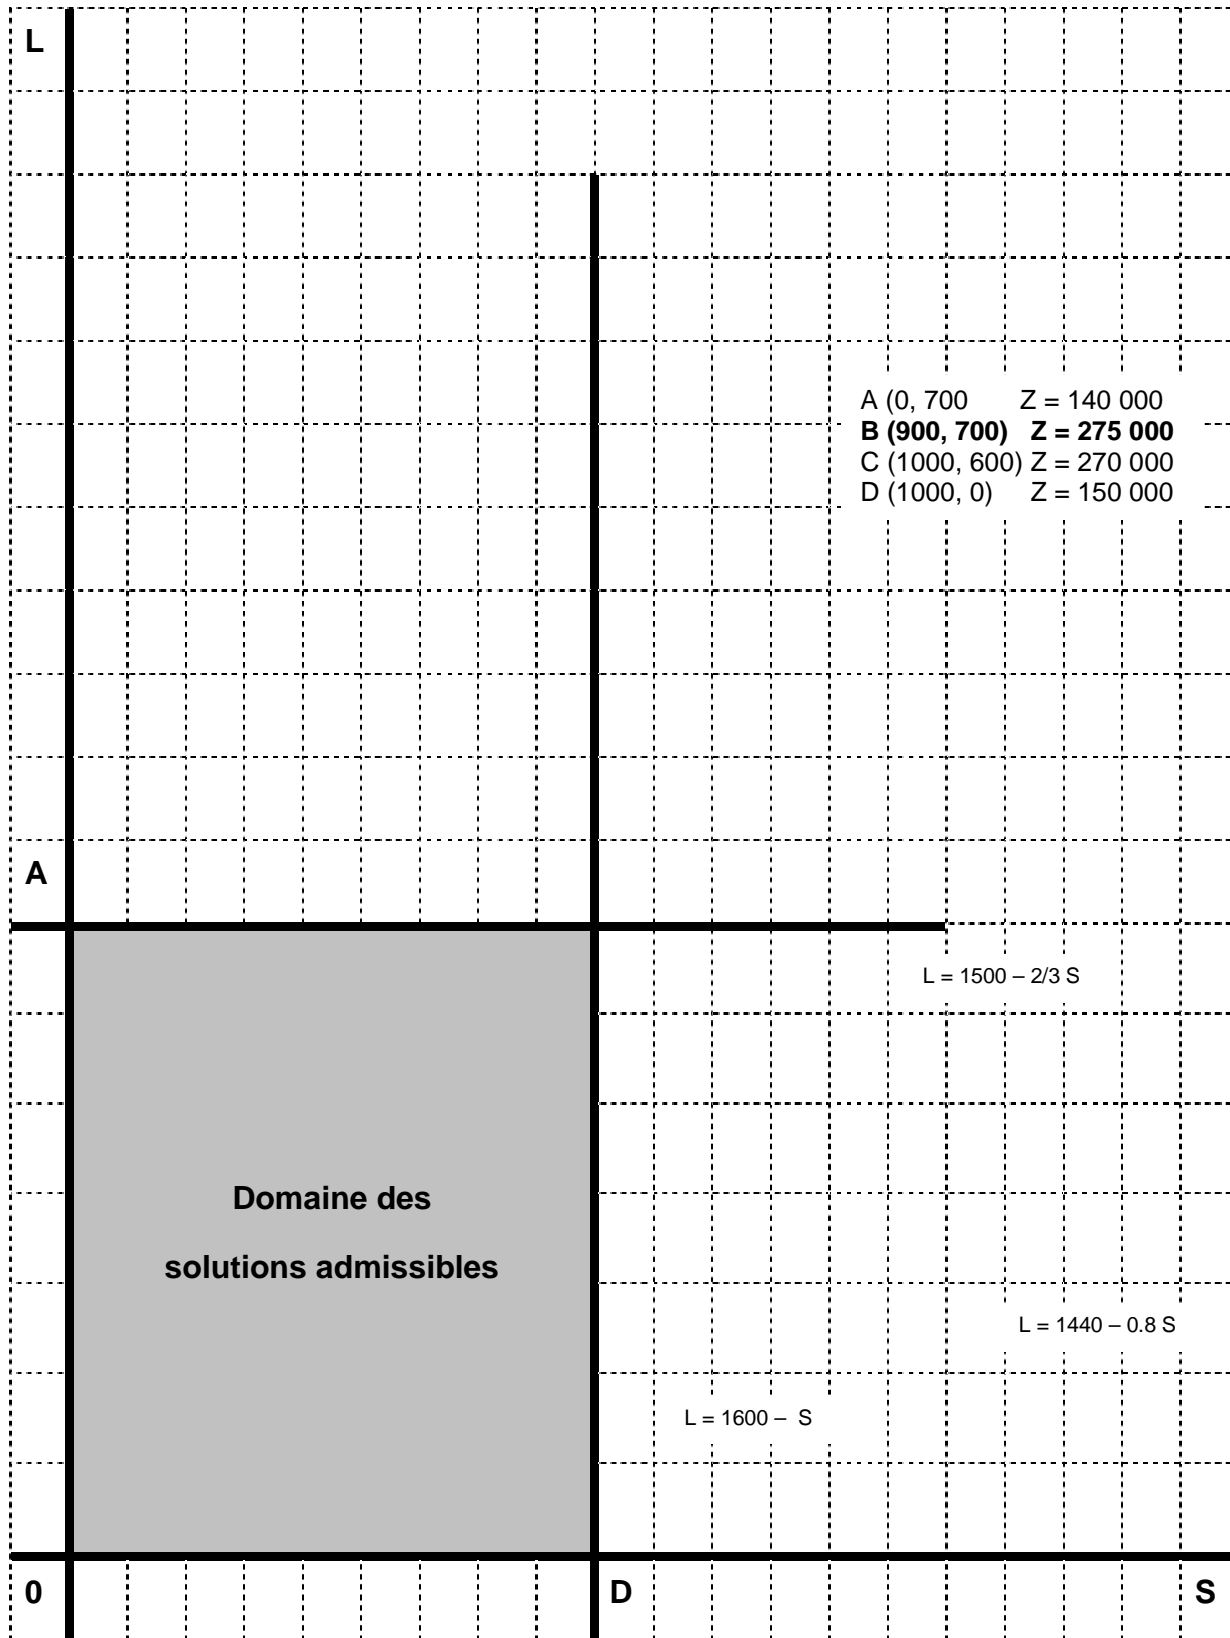 L
A (0, 700 Z = 140 000
B (900, 700) Z = 275 000
C (1000, 600) Z = 270 000
D (1000, 0) Z = 150 000
A
L = 1500 – 2/3 S
Domaine des
solutions admissibles
L = 1440 – 0.8 S
L = 1600 – S
0 D S